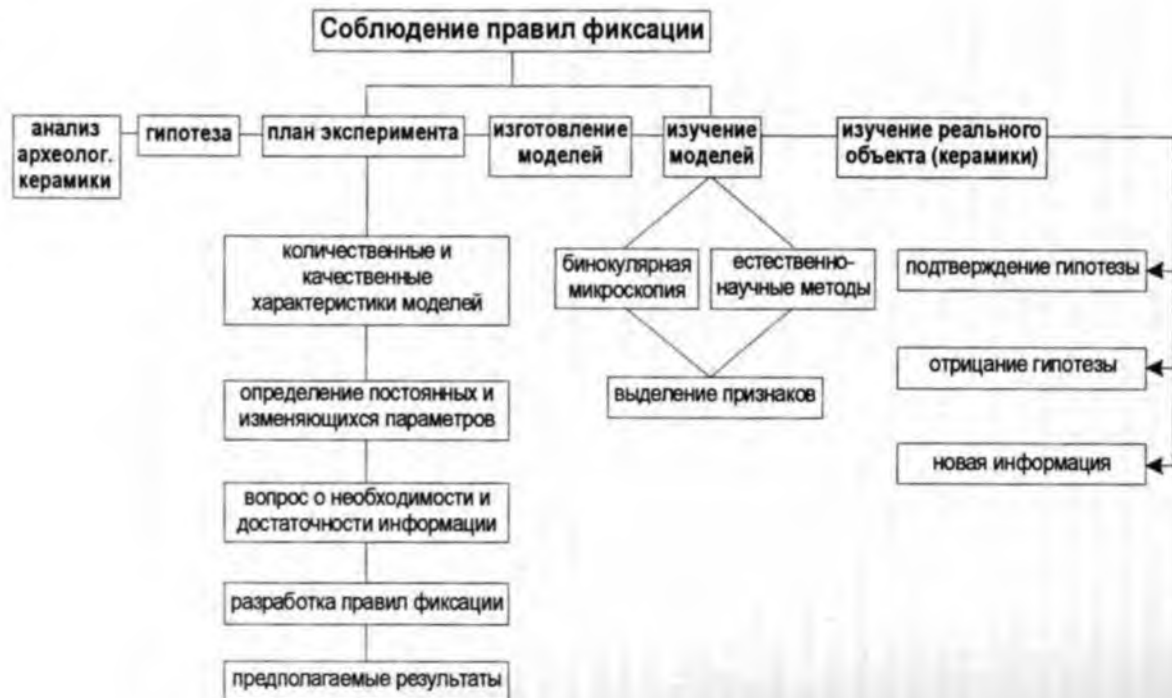 Соблюдение правил фиксации
анализ
археолог.
керамики
гипотеза
план эксперимента
изготовление
моделей
изучение
моделей
изучение реального
объекта (керамики)
количественные и
качественные
характеристики моделей
бинокулярная
микроскопия
естественно-
научные методы
подтверждение гипотезы
определение постоянных и
изменяющихся параметров
выделение признаков
отрицание гипотезы
вопрос о необходимости и
достаточности информации
новая информация
разработка правил фиксации
предполагаемые результаты